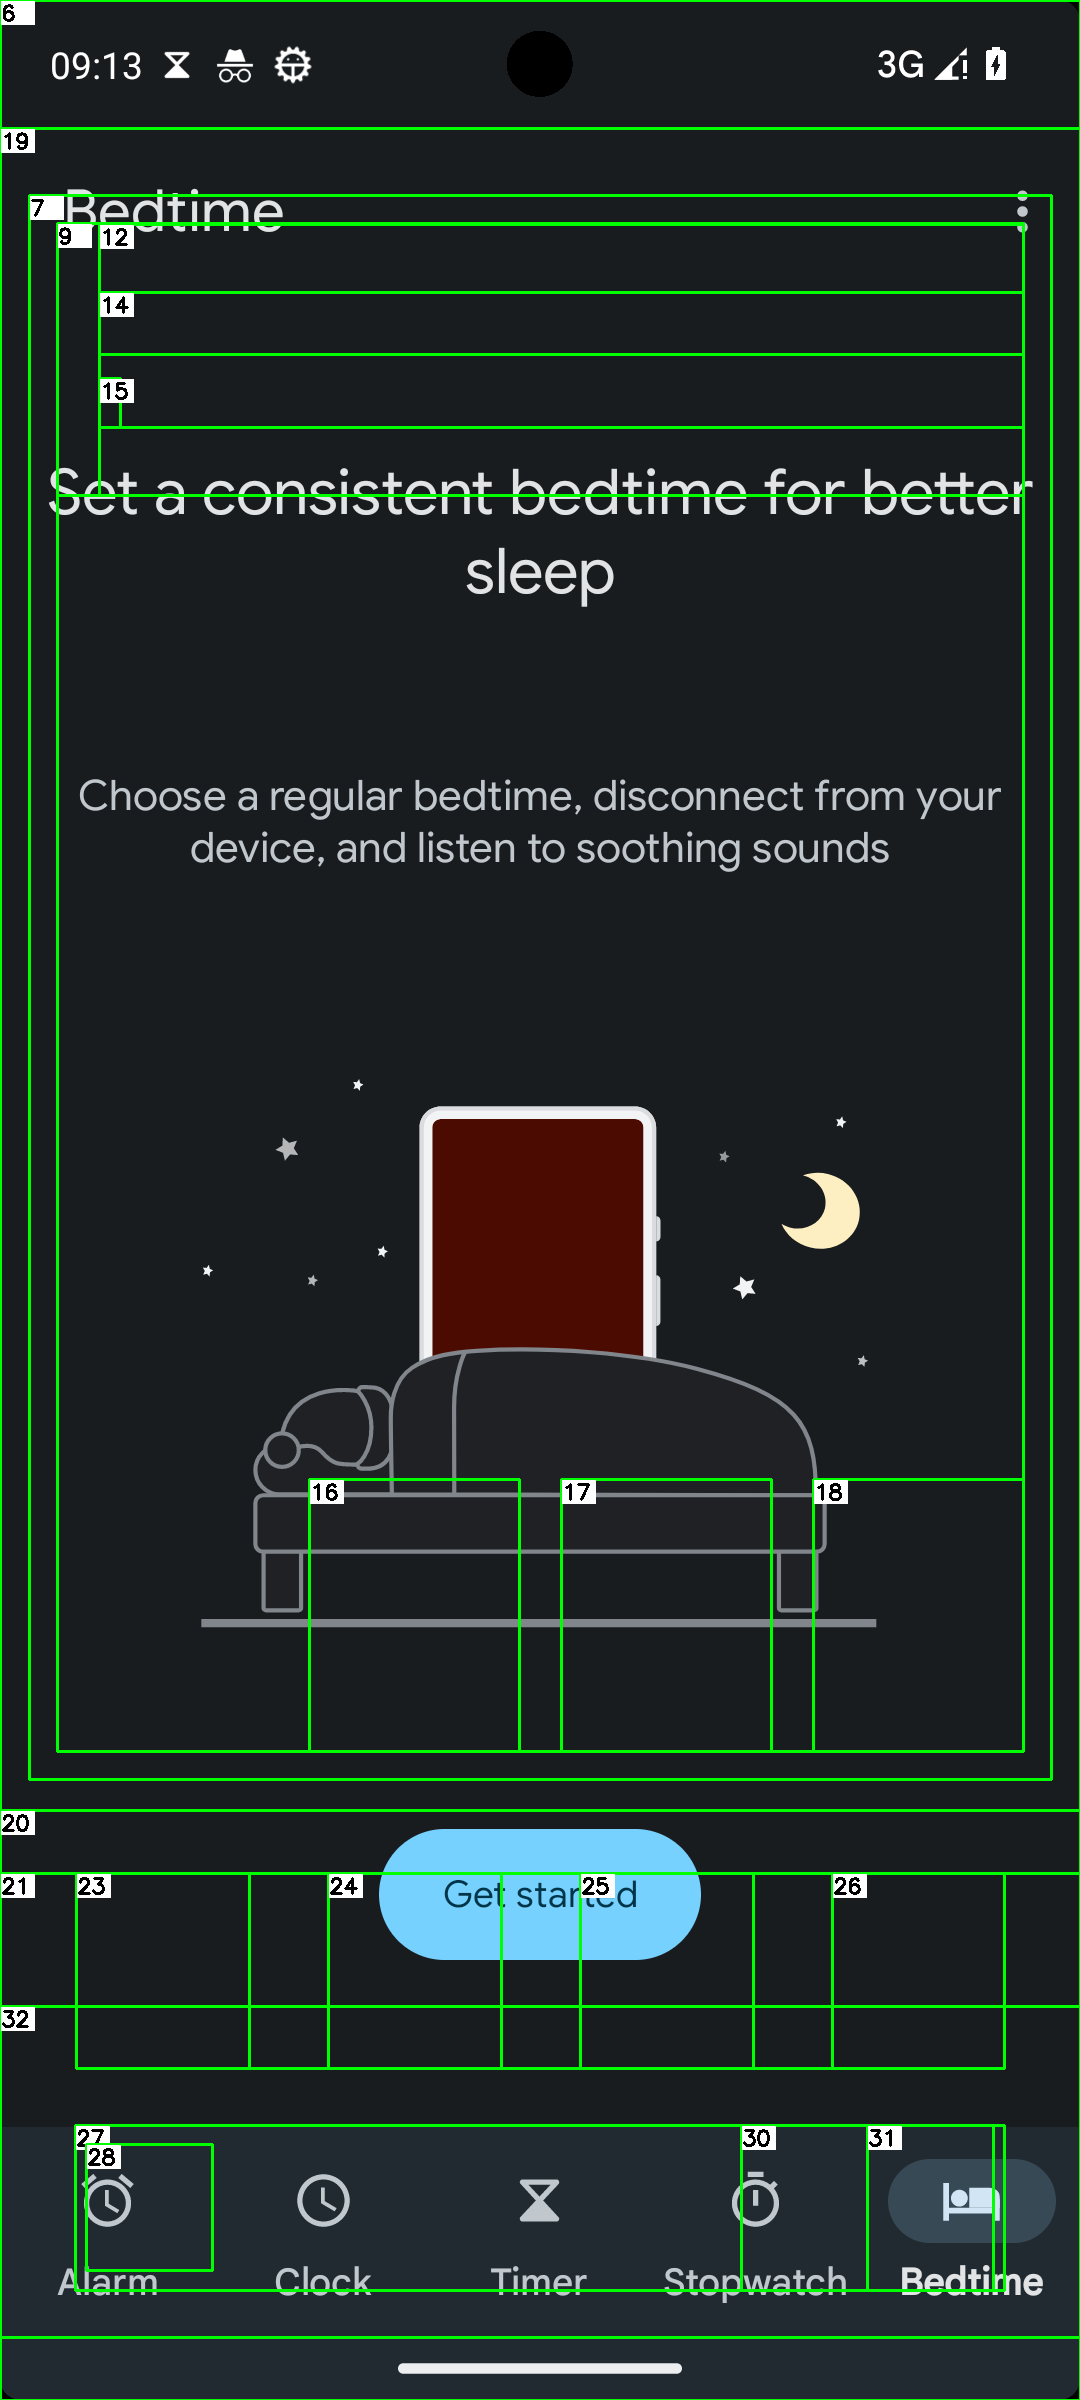 6
09:13
3G
19
7
Bedtime
9
12
14
15
Set a consistent bedtime for better
sleep
Choose a regular bedtime, disconnect from your
device, and listen to soothing sounds
16
17
18
20
21
23
24
Get started
25
26
32
27
28
30
31
Alarm
Clock
Timer
Stopwatch
Bedtime